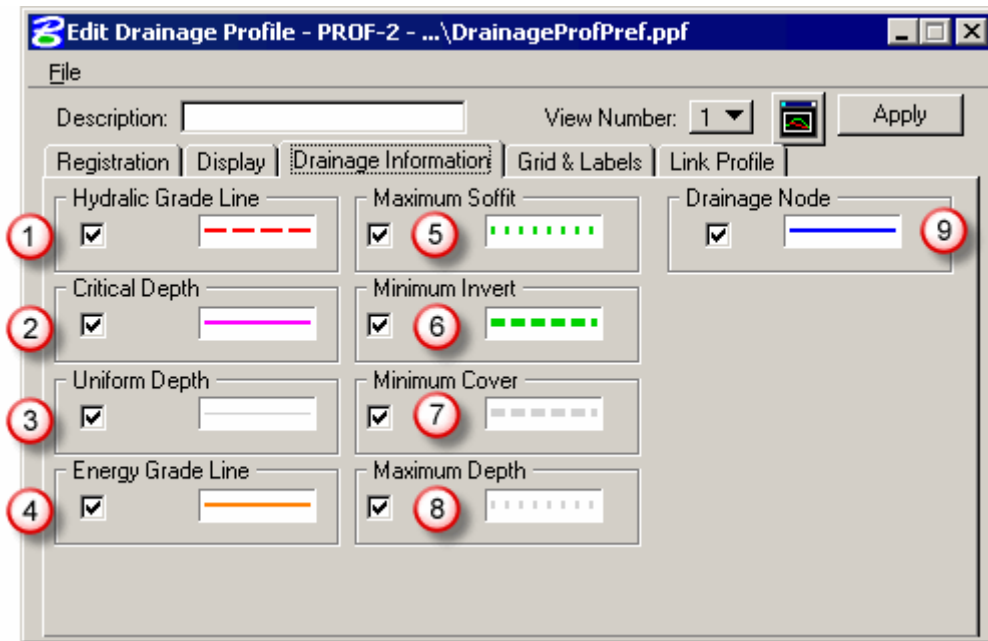 Edit Drainage Profile - PROF-2 - ...\DrainageProfPref.ppf
File
Description: View Number: 1 Apply
Registration Display Drainage Information Grid & Labels Link Profile
Hydralic Grade Line Maximum Soffit Drainage Node
1 5 9
Critical Depth Minimum Invert
2 6
Uniform Depth Minimum Cover
3 7
Energy Grade Line Maximum Depth
4 8